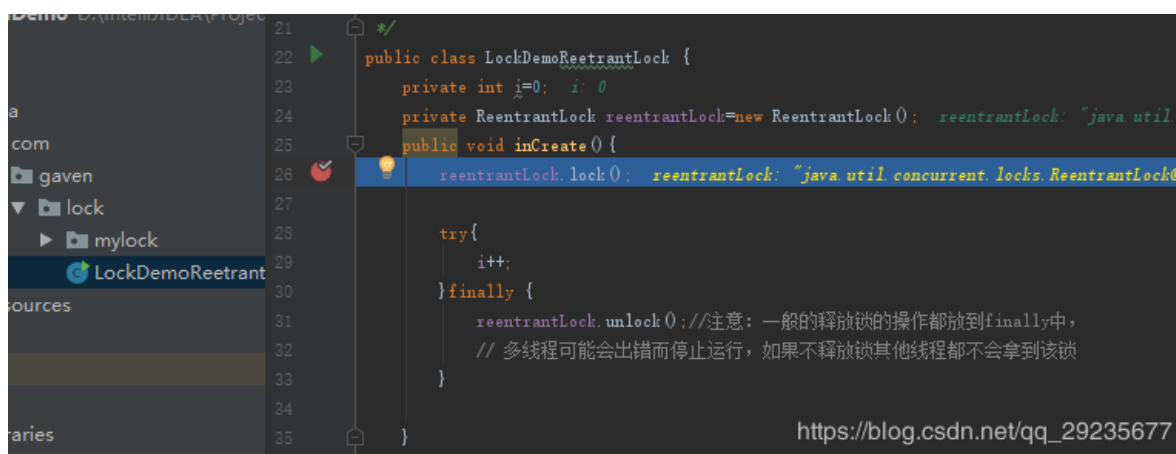 Demo D:\IntelliJIDEA\Projec
a
com
gaven
lock
mylock
LockDemoReetrant
sources
raries
21 */
22 public class LockDemoReetrantLock {
23 private int i=0; i: 0
24 private ReentrantLock reentrantLock=new ReentrantLock(); reentrantLock: "java.util.
25 public void inCreate(){
26 reentrantLock.lock(); reentrantLock: "java.util.concurrent.locks.ReentrantLock@
27
28 try{
29 i++;
30 }finally {
31 reentrantLock.unlock();//注意：一般的释放锁的操作都放到finally中，
32 // 多线程可能会出错而停止运行，如果不释放锁其他线程都不会拿到该锁
33 }
34
35 }
https://blog.csdn.net/qq_29235677